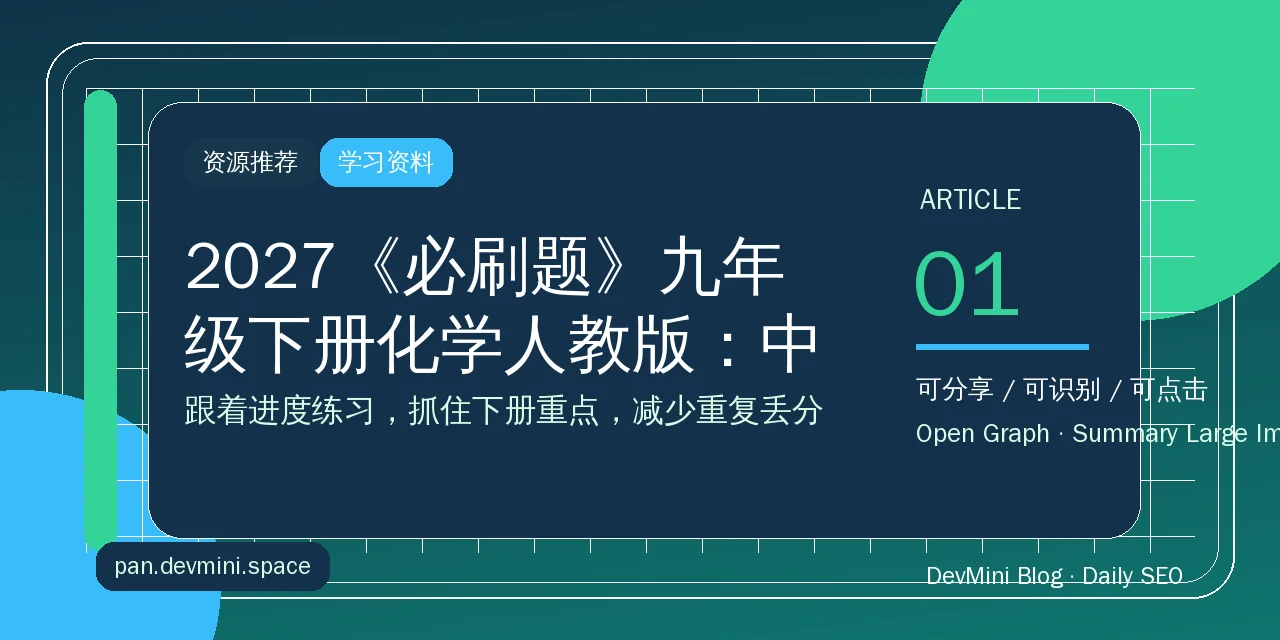 资源推荐
学习资料
2027《必刷题》九年
级下册化学人教版：中
跟着进度练习，抓住下册重点，减少重复丢分
ARTICLE
01
可分享 / 可识别 / 可点击
Open Graph · Summary Large Im
pan.devmini.space
DevMini Blog · Daily SEO